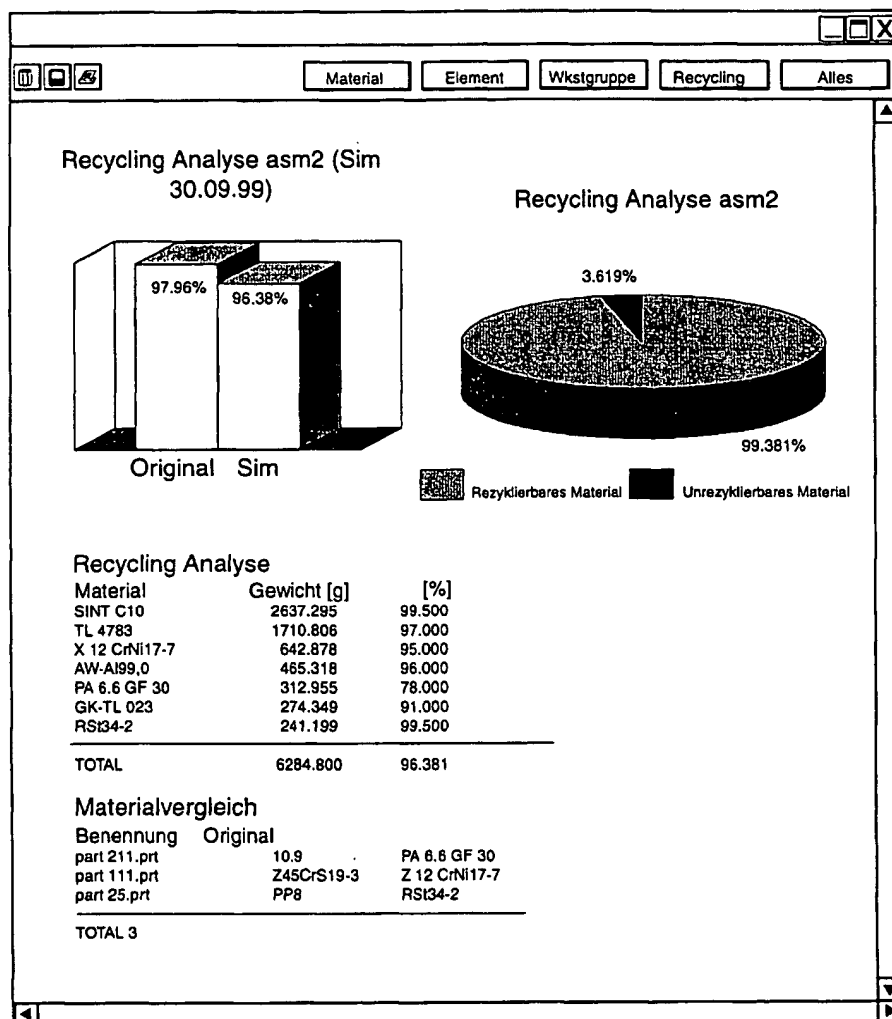 X
Material Element Wkstgruppe Recycling Alles
Recycling Analyse asm2 (Sim
30.09.99)
97.96%
96.38%
Original Sim
Recycling Analyse asm2
3.619%
99.381%
Rezyklierbares Material Unrezyklierbares Material
Recycling Analyse
Material Gewicht [g] [%]
SINT C10 2637.295 99.500
TL 4783 1710.806 97.000
X 12 CrNi17-7 642.878 95.000
AW-Al99,0 465.318 96.000
PA 6.6 GF 30 312.955 78.000
GK-TL 023 274.349 91.000
RSt34-2 241.199 99.500
TOTAL 6284.800 96.381
Materialvergleich
Benennung Original
part 211.prt 10.9 PA 6.6 GF 30
part 111.prt Z45CrS19-3 Z 12 CrNi17-7
part 25.prt PP8 RSt34-2
TOTAL 3